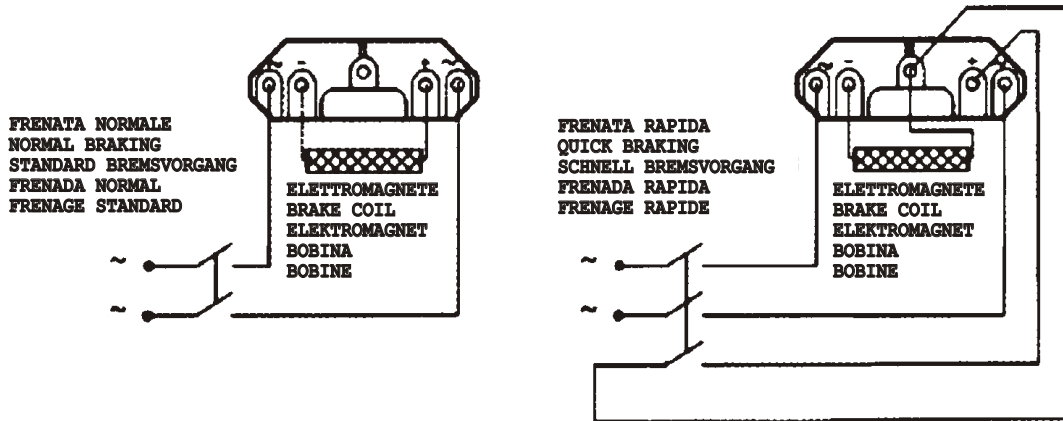 ~ - + ~
FRENATA NORMALE
NORMAL BRAKING
STANDARD BREMSVORGANG
FRENADA NORMAL
FRENAGE STANDARD
ELETTROMAGNETE
BRAKE COIL
ELEKTROMAGNET
BOBINA
BOBINE
~
~
~ - +
FRENATA RAPIDA
QUICK BRAKING
SCHNELL BREMSVORGANG
FRENADA RAPIDA
FRENAGE RAPIDE
ELETTROMAGNETE
BRAKE COIL
ELEKTROMAGNET
BOBINA
BOBINE
~
~